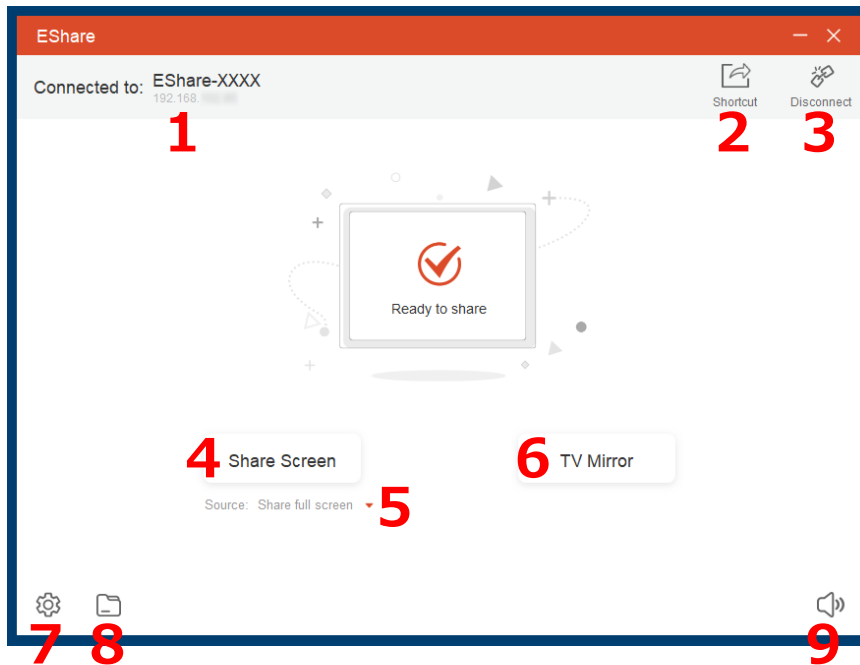 EShare
Connected to: EShare-XXXX
192.168.
Shortcut
Disconnect
1
2
3
Ready to share
4 Share Screen
6 TV Mirror
Source: Share full screen
5
7
8
9